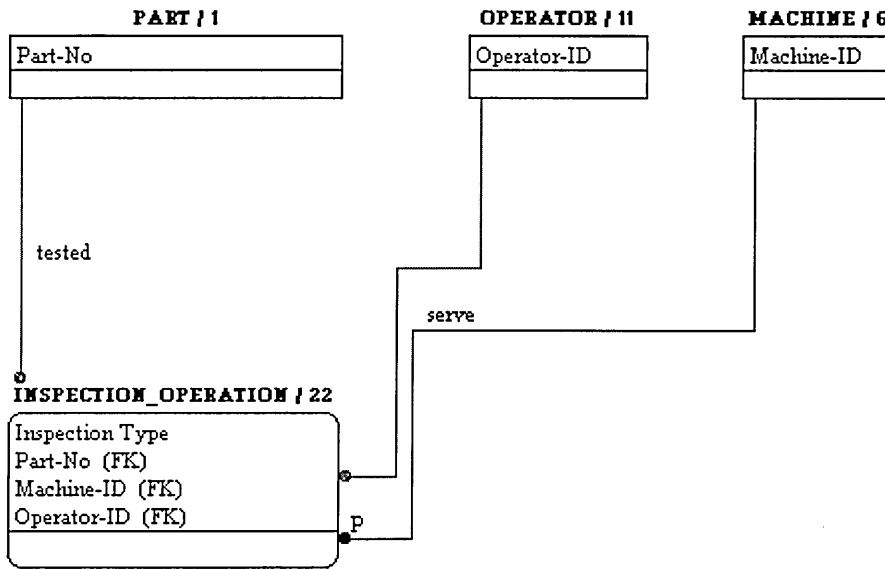 PART / 1
OPERATOR / 11
MACHINE / 6
Part-No
Operator-ID
Machine-ID
tested
serve
INSPECTION_OPERATION / 22
Inspection Type
Part-No (FK)
Machine-ID (FK)
Operator-ID (FK)
P